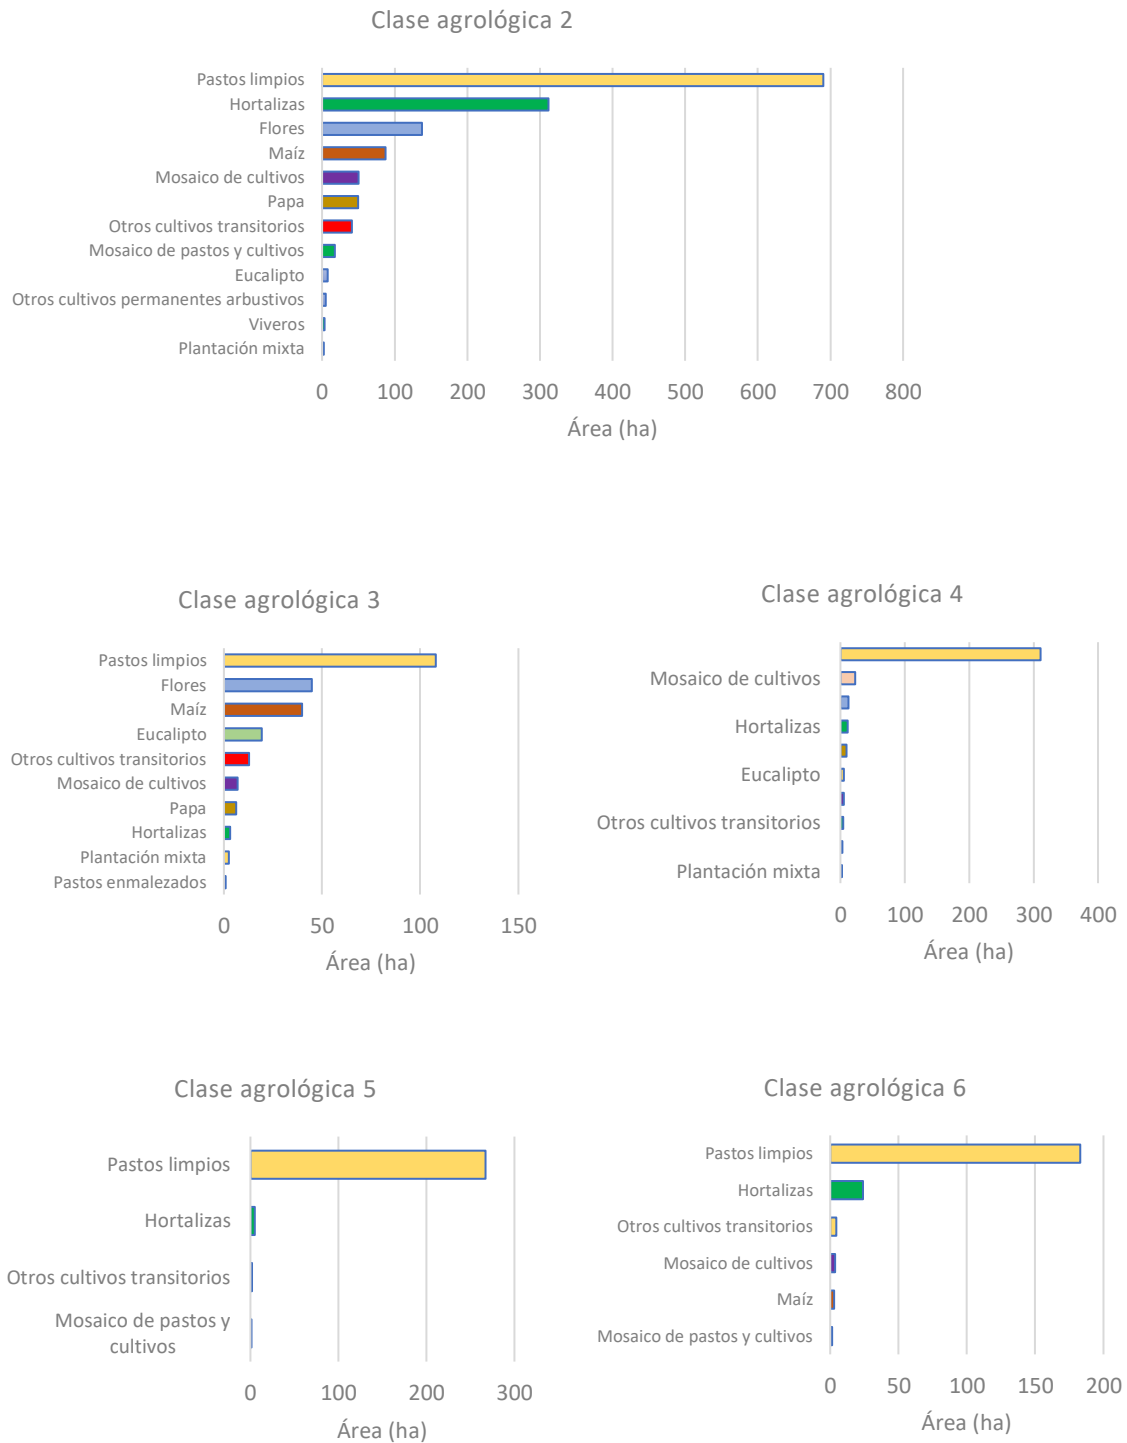 Clase agrológica 2
Pastos limpios
Hortalizas
Flores
Maíz
Mosaico de cultivos
Papa
Otros cultivos transitorios
Mosaico de pastos y cultivos
Eucalipto
Otros cultivos permanentes arbustivos
Viveros
Plantación mixta
0 100 200 300 400 500 600 700 800
Área (ha)
Clase agrológica 3
Pastos limpios
Flores
Maíz
Eucalipto
Otros cultivos transitorios
Mosaico de cultivos
Papa
Hortalizas
Plantación mixta
Pastos enmalezados
0 50 100 150
Área (ha)
Clase agrológica 4
Mosaico de cultivos
Hortalizas
Eucalipto
Otros cultivos transitorios
Plantación mixta
0 100 200 300 400
Área (ha)
Clase agrológica 5
Pastos limpios
Hortalizas
Otros cultivos transitorios
Mosaico de pastos y
cultivos
0 100 200 300
Área (ha)
Clase agrológica 6
Pastos limpios
Hortalizas
Otros cultivos transitorios
Mosaico de cultivos
Maíz
Mosaico de pastos y cultivos
0 50 100 150 200
Área (ha)